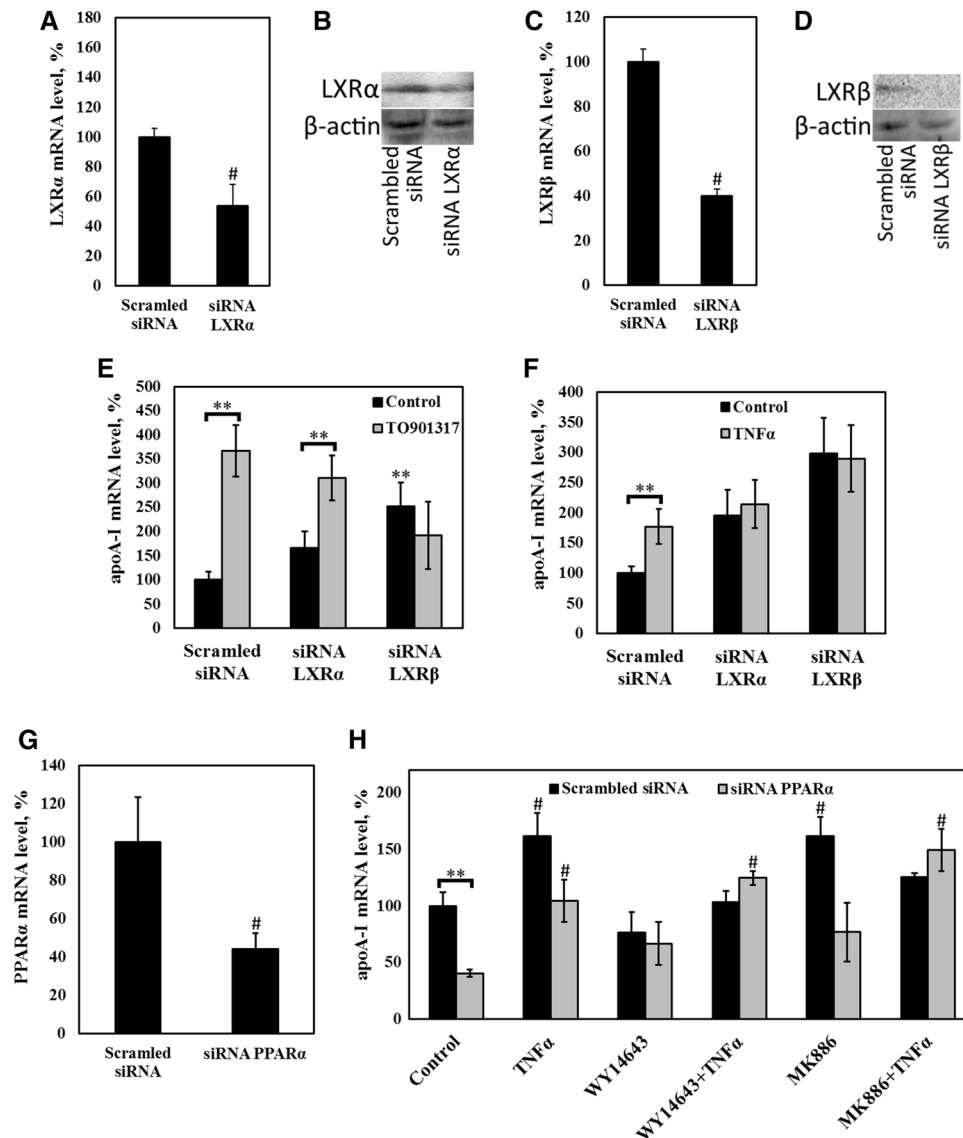 A
LXRα mRNA level, %
180
160
140
120
100
80
60
40
20
0
#
Scramled
siRNA
siRNA
LXRα
B
LXRα
β-actin
Scrambled
siRNA
siRNA LXRα
C
LXRβ mRNA level, %
120
100
80
60
40
20
0
#
Scramled
siRNA
siRNA
LXRβ
D
LXRβ
β-actin
Scrambled
siRNA
siRNA LXRβ
E
apoA-I mRNA level, %
500
450
400
350
300
250
200
150
100
50
0
Control
TO901317
**
**
**
Scramled
siRNA
siRNA
LXRα
siRNA
LXRβ
F
apoA-I mRNA level, %
400
350
300
250
200
150
100
50
0
Control
TNFα
**
Scramled
siRNA
siRNA
LXRα
siRNA
LXRβ
G
PPARα mRNA level, %
140
120
100
80
60
40
20
0
#
Scramled
siRNA
siRNA PPARα
H
apoA-I mRNA level, %
200
150
100
50
0
Scrambled siRNA
siRNA PPARα
**
#
#
#
#
#
Control
TNFα
WY14643
WY14643+TNFα
MK886
MK886+TNFα